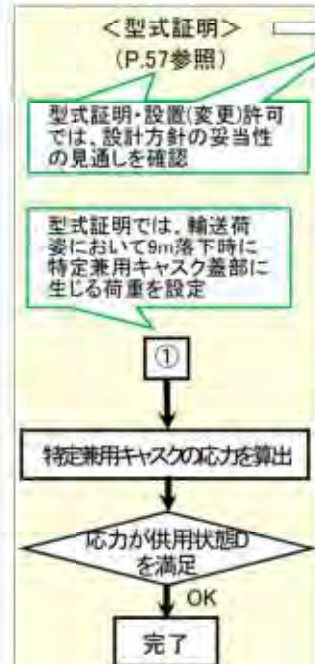 ＜型式証明＞
(P.57参照)
型式証明・設置(変更)許可
では、設計方針の妥当性
の見通しを確認
型式証明では、輸送荷
姿において9m落下時に
特定兼用キャスク蓋部に
生じる荷重を設定
①
特定兼用キャスクの応力を算出
応力が供用状態D
を満足
OK
完了